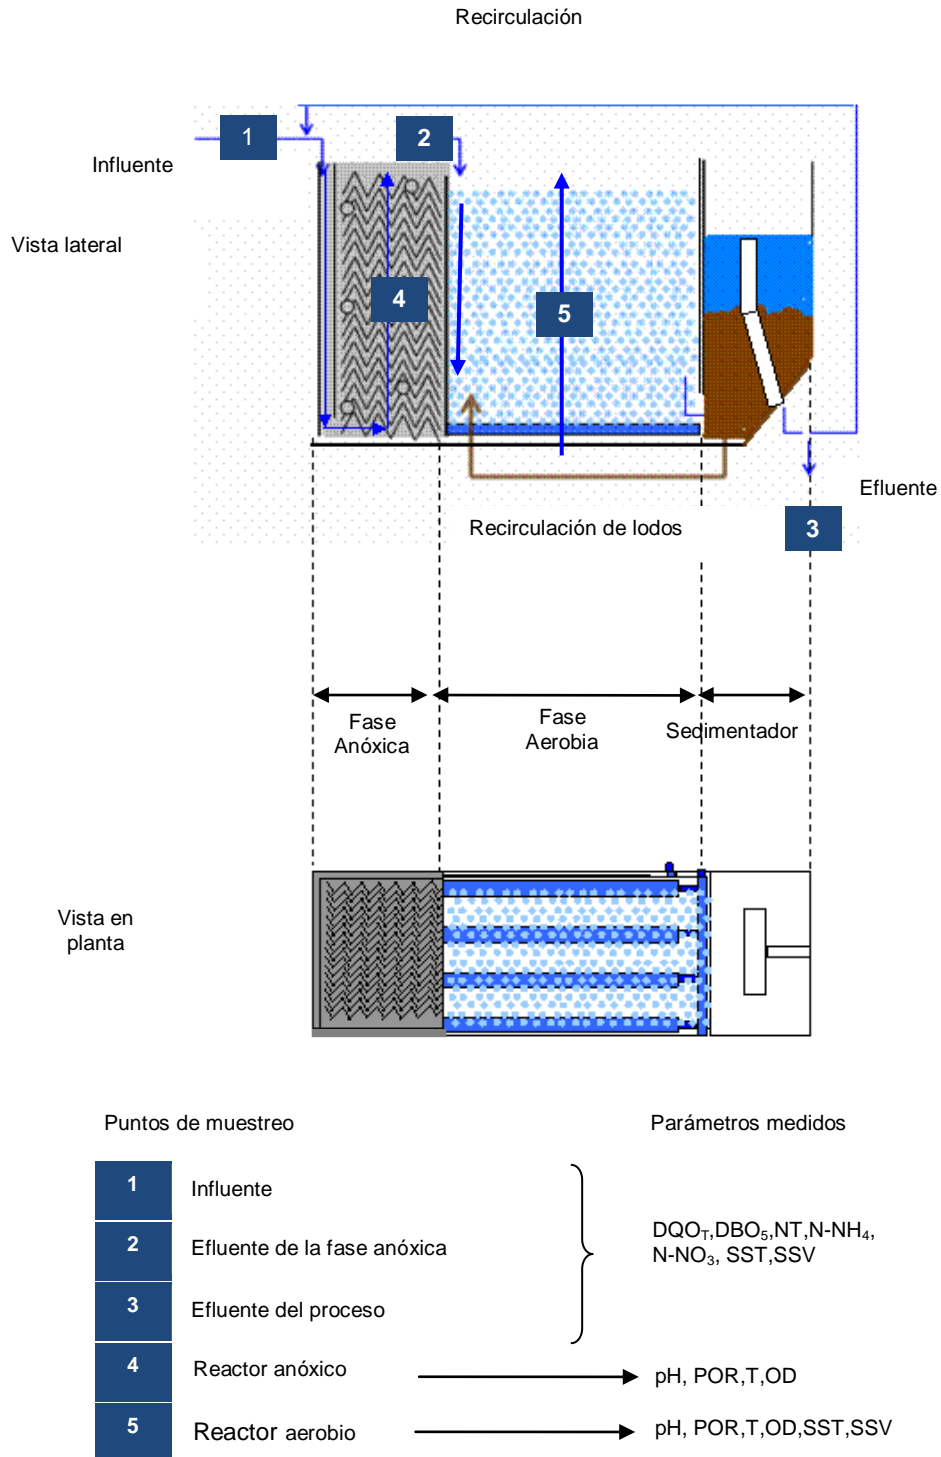 Recirculación
1
2
Influente
Vista lateral
4
5
Efluente
Recirculación de lodos
3
Fase
Anóxica
Fase
Aerobia
Sedimentador
Vista en
planta
Puntos de muestreo
Parámetros medidos
1 Influente
2 Efluente de la fase anóxica
DQO_T,DBO₅,NT,N-NH₄,
N-NO₃, SST,SSV
3 Efluente del proceso
4 Reactor anóxico
pH, POR,T,OD
5 Reactor aerobio
pH, POR,T,OD,SST,SSV